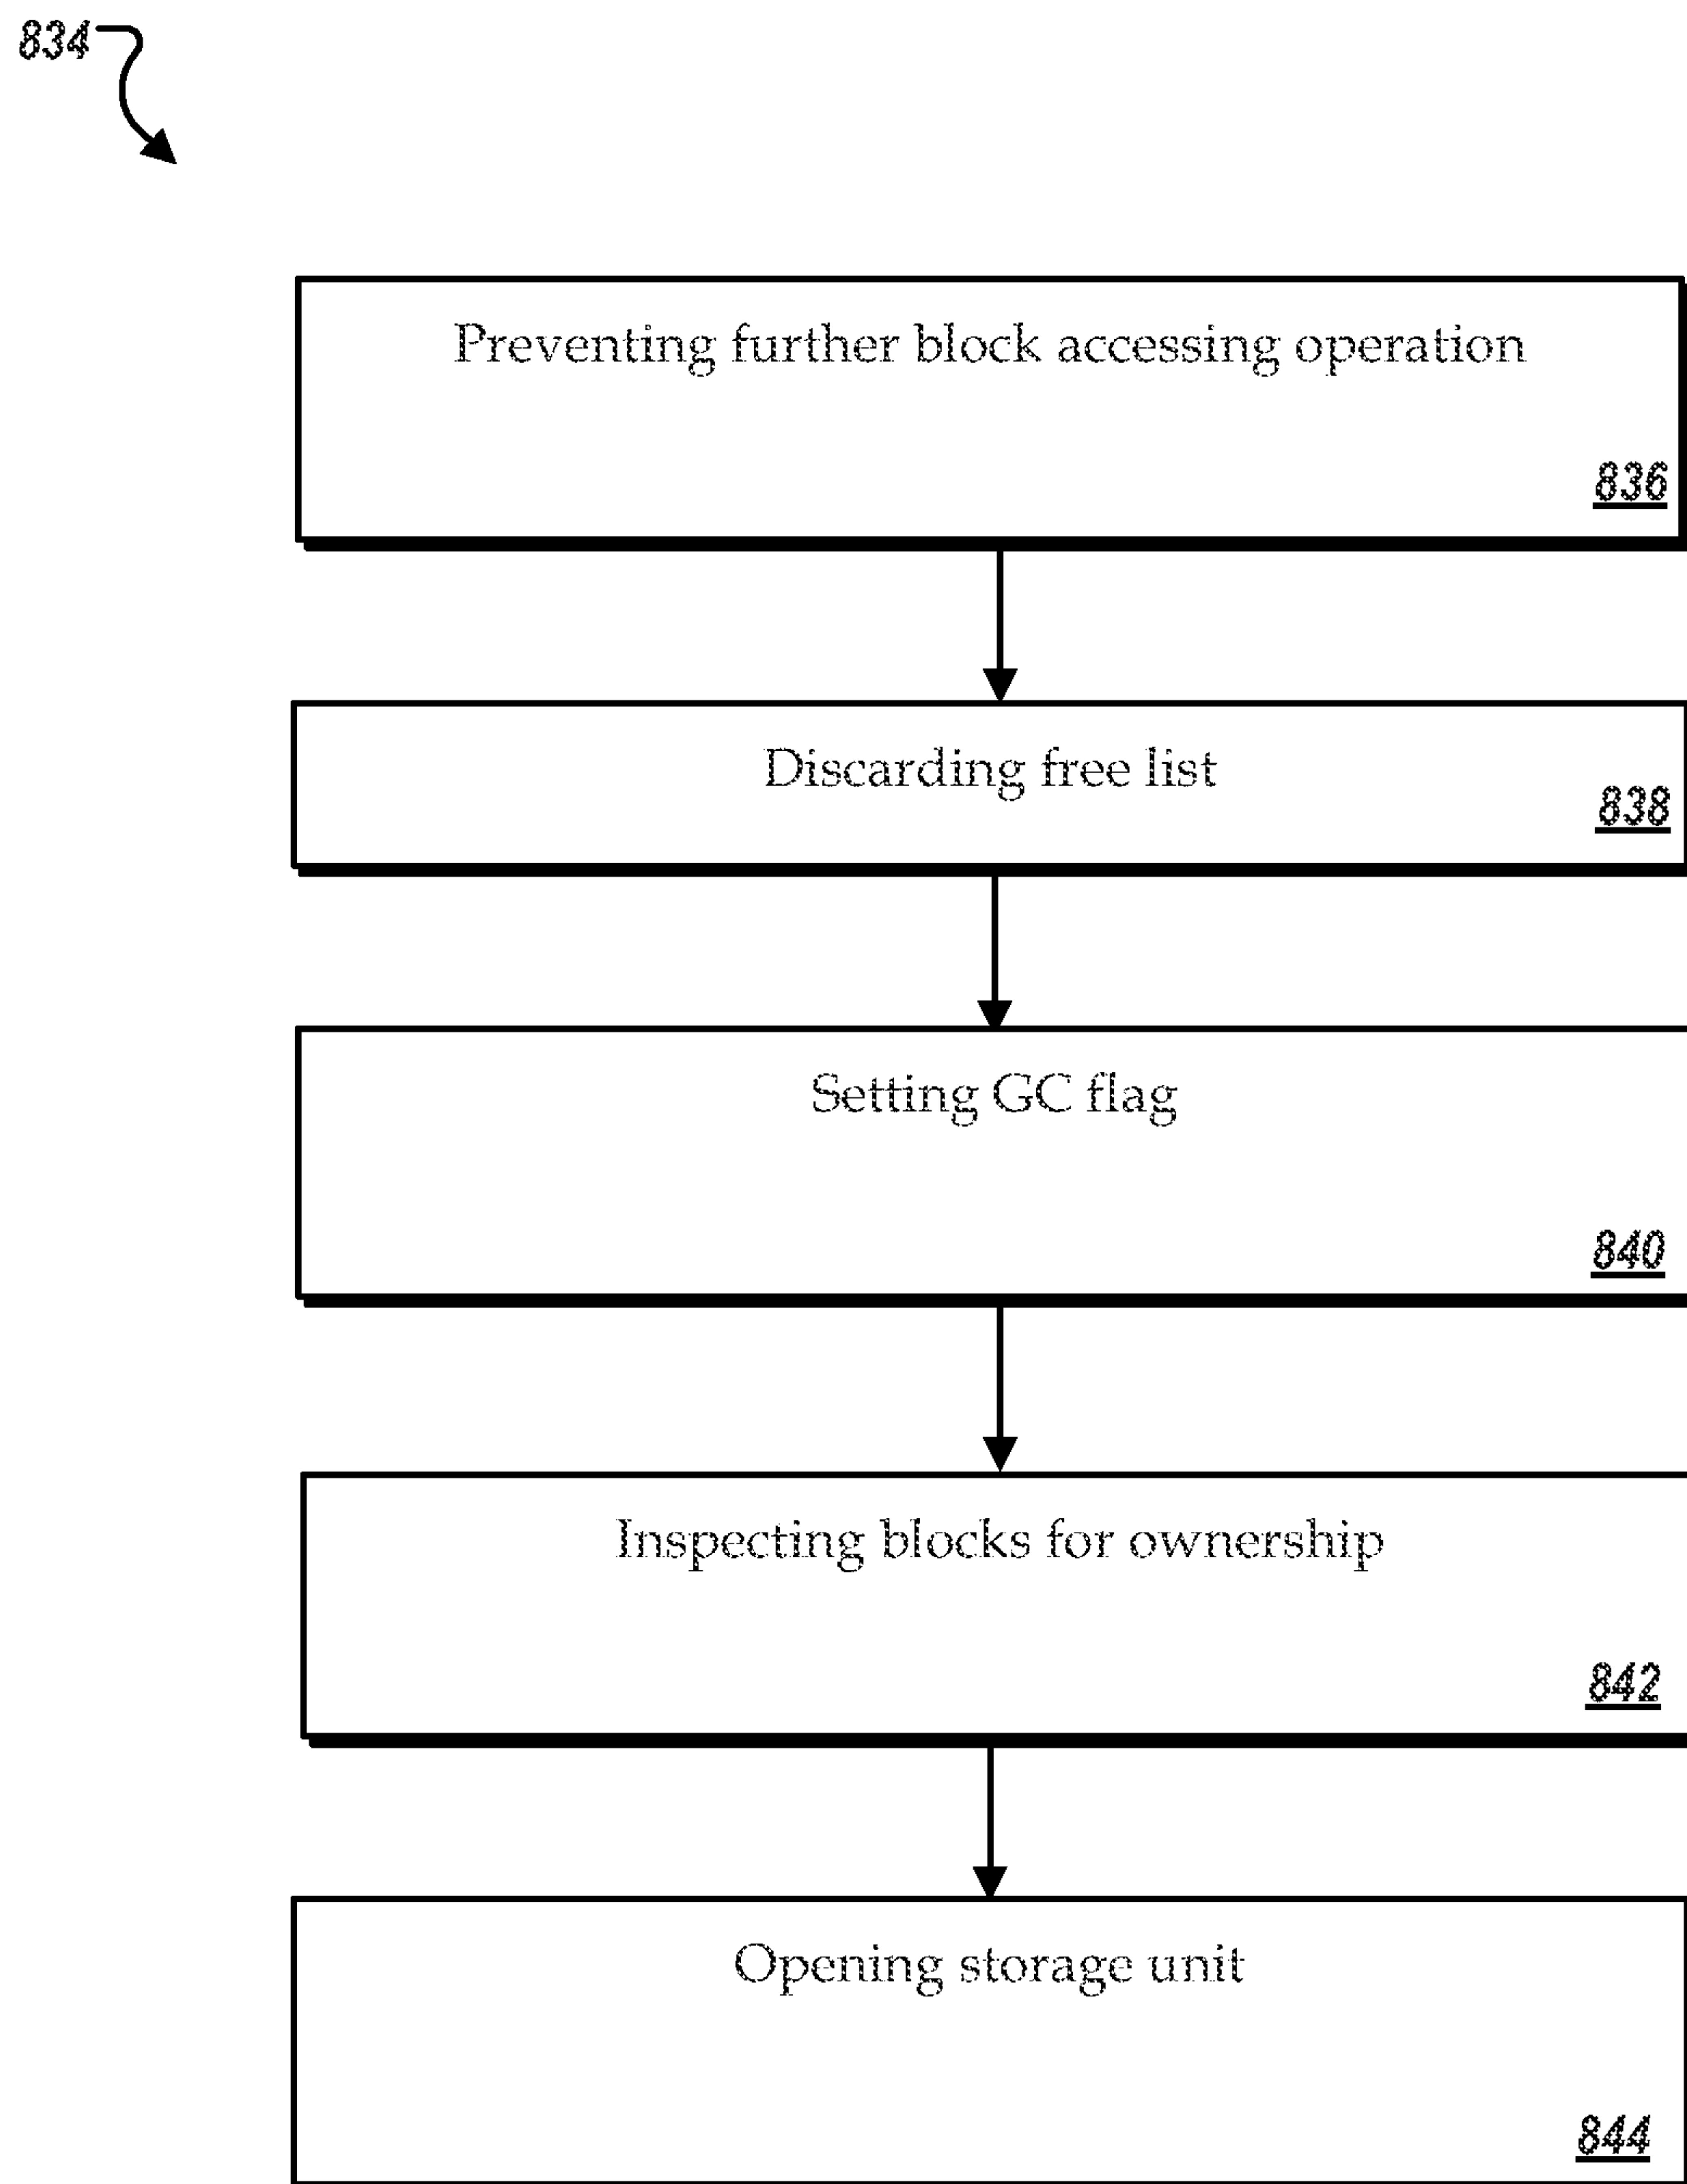 834
Preventing further block accessing operation
836
Discarding free list
838
Setting GC flag
840
Inspecting blocks for ownership
842
Opening storage unit
844